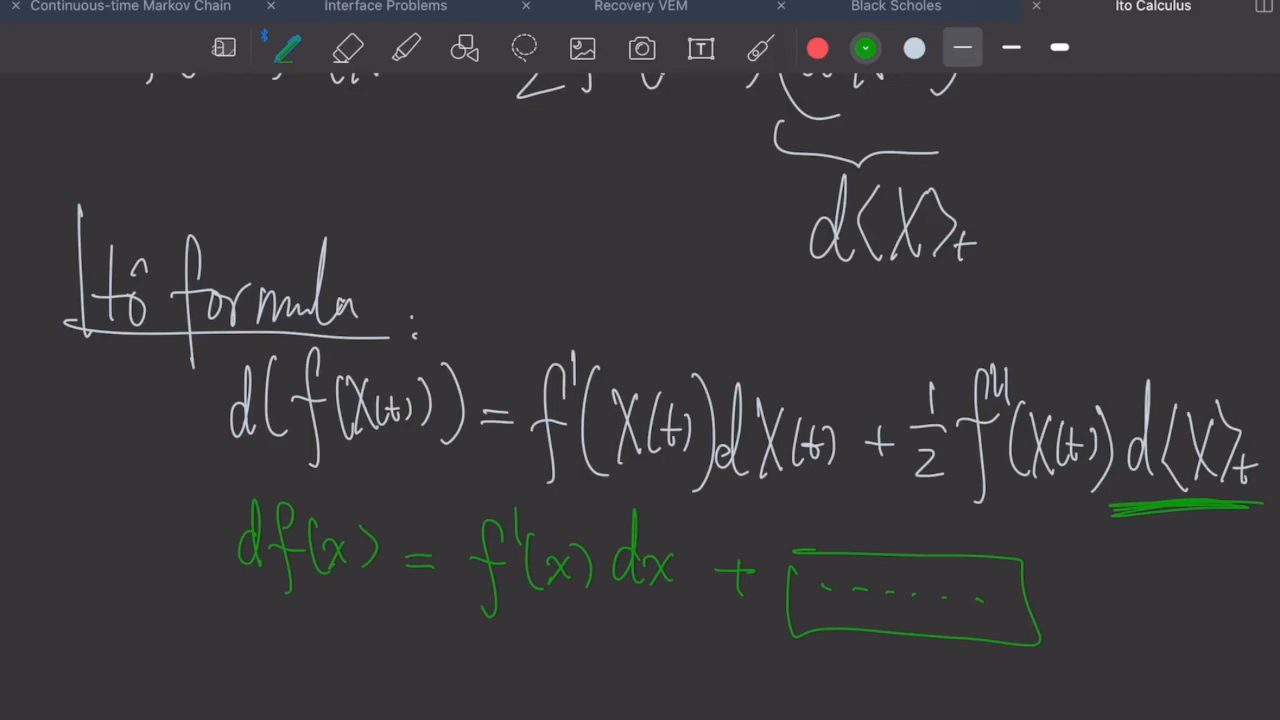 Continuous-time Markov Chain Interface Problems Recovery VEM Black Scholes Ito Calculus
T
d⟨X⟩t
Itô formula :
d(f(X(t))) = f'(X(t))dX(t) + 1/2 f''(X(t)) d⟨X⟩t
df(x) = f'(x) dx + ......